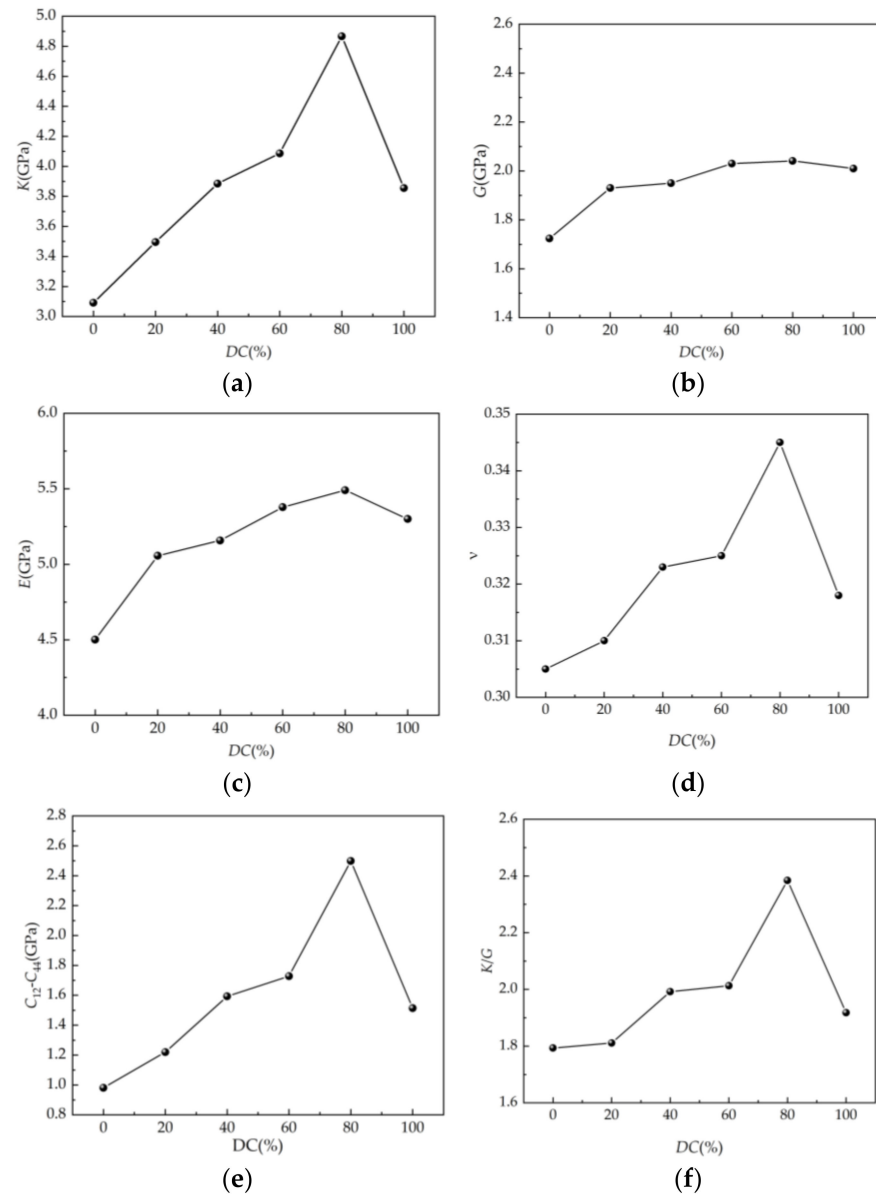 5.0
4.8
4.6
4.4
4.2
4.0
3.8
3.6
3.4
3.2
3.0
K(GPa)
0 20 40 60 80 100
DC(%)
(a)
2.6
2.4
2.2
2.0
1.8
1.6
1.4
G(GPa)
0 20 40 60 80 100
DC(%)
(b)
6.0
5.5
5.0
4.5
4.0
E(GPa)
0 20 40 60 80 100
DC(%)
(c)
0.35
0.34
0.33
0.32
0.31
0.30
ν
0 20 40 60 80 100
DC(%)
(d)
2.8
2.6
2.4
2.2
2.0
1.8
1.6
1.4
1.2
1.0
0.8
C₁₂-C₄₄(GPa)
0 20 40 60 80 100
DC(%)
(e)
2.6
2.4
2.2
2.0
1.8
1.6
K/G
0 20 40 60 80 100
DC(%)
(f)